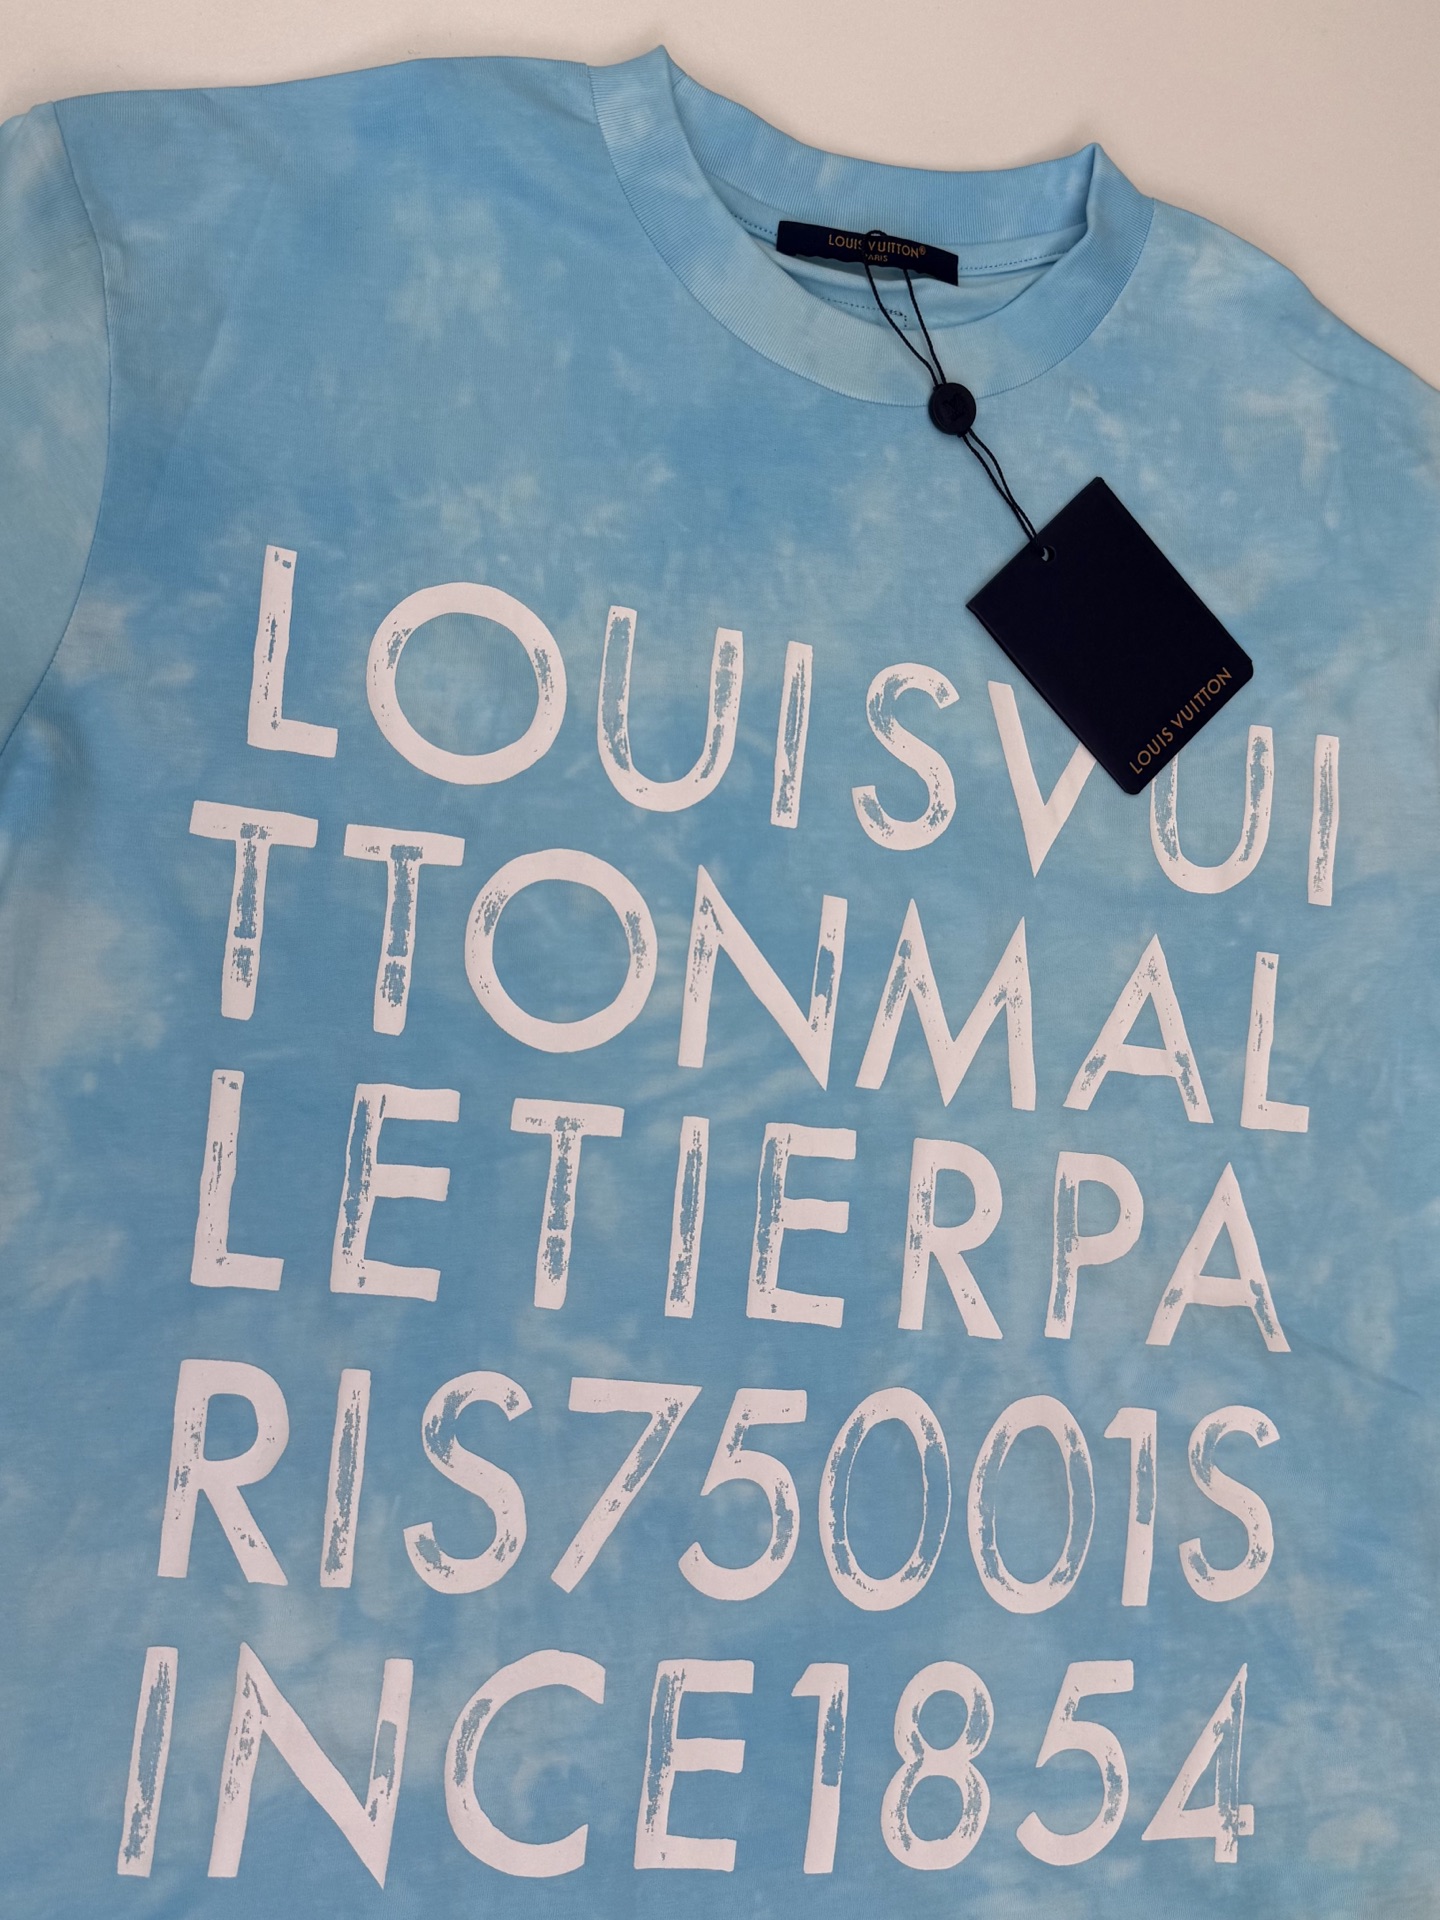 LOUIS VUITTON®
PARIS
LOUIS VUITTON
LOUISVUI
TTONMAL
LETIERPA
RIS75001S
INCE1854